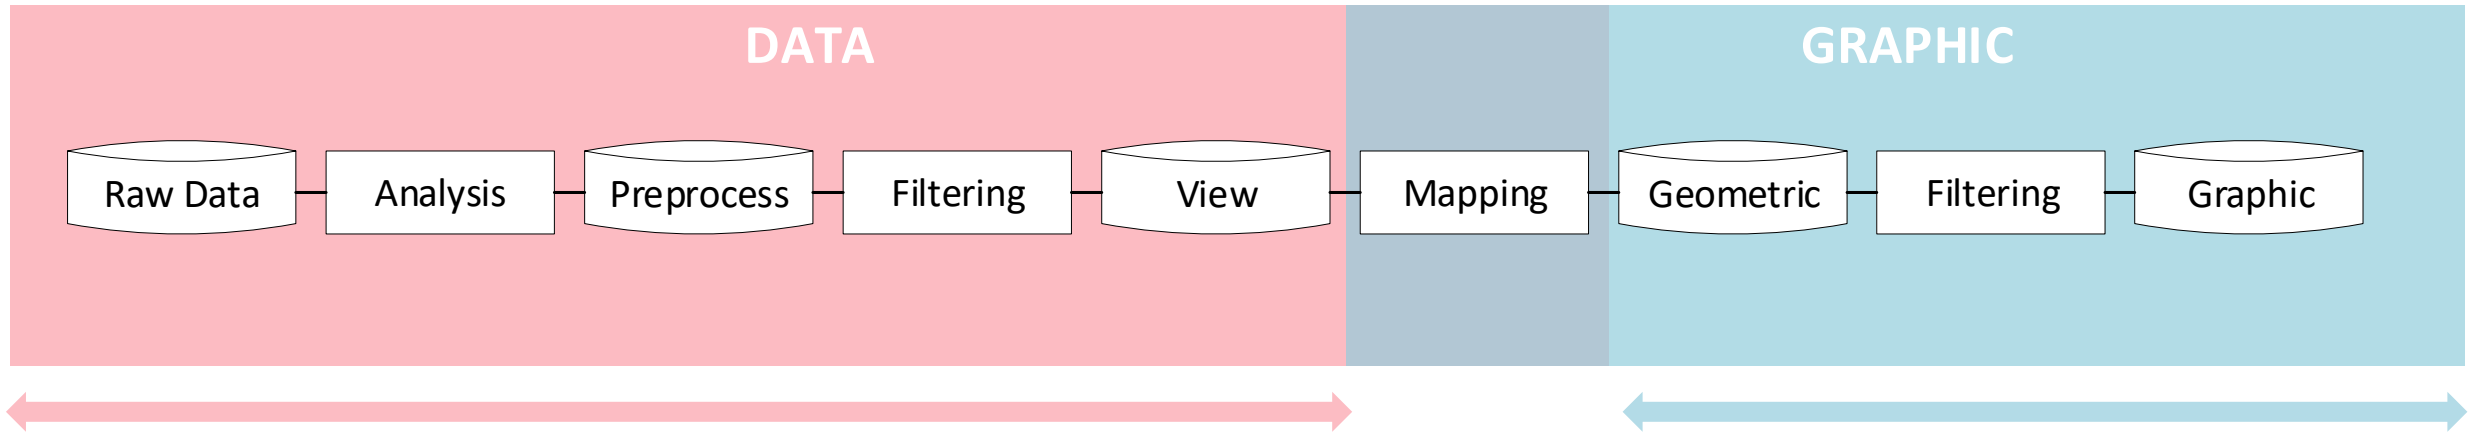 DATA
GRAPHIC
Raw Data
Analysis
Preprocess
Filtering
View
Mapping
Geometric
Filtering
Graphic